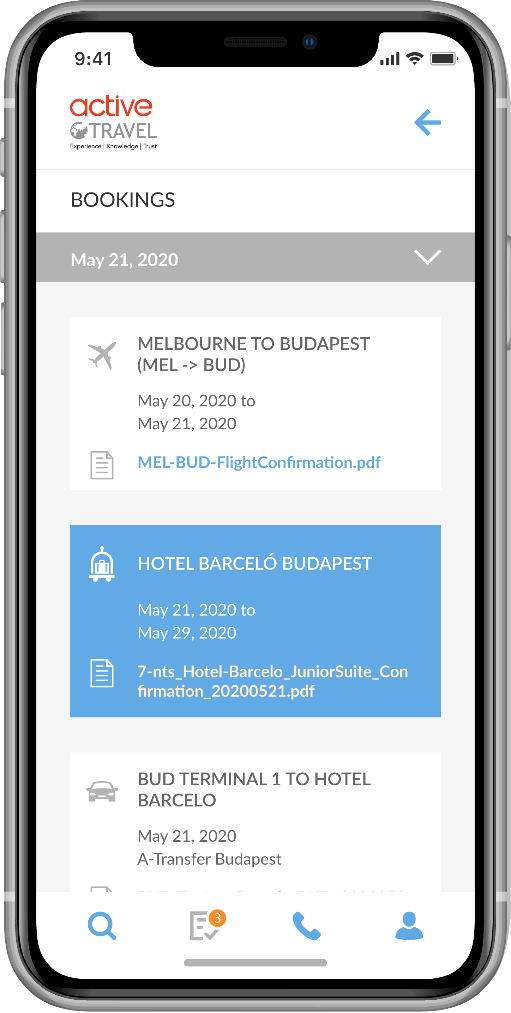 9:41
active
TRAVEL
Experience | Knowledge | Trust
BOOKINGS
May 21, 2020
MELBOURNE TO BUDAPEST
(MEL -> BUD)
May 20, 2020 to
May 21, 2020
MEL-BUD-FlightConfirmation.pdf
HOTEL BARCELÓ BUDAPEST
May 21, 2020 to
May 29, 2020
7-nts_Hotel-Barcelo_JuniorSuite_Con
firmation_20200521.pdf
BUD TERMINAL 1 TO HOTEL
BARCELO
May 21, 2020
A-Transfer Budapest
3